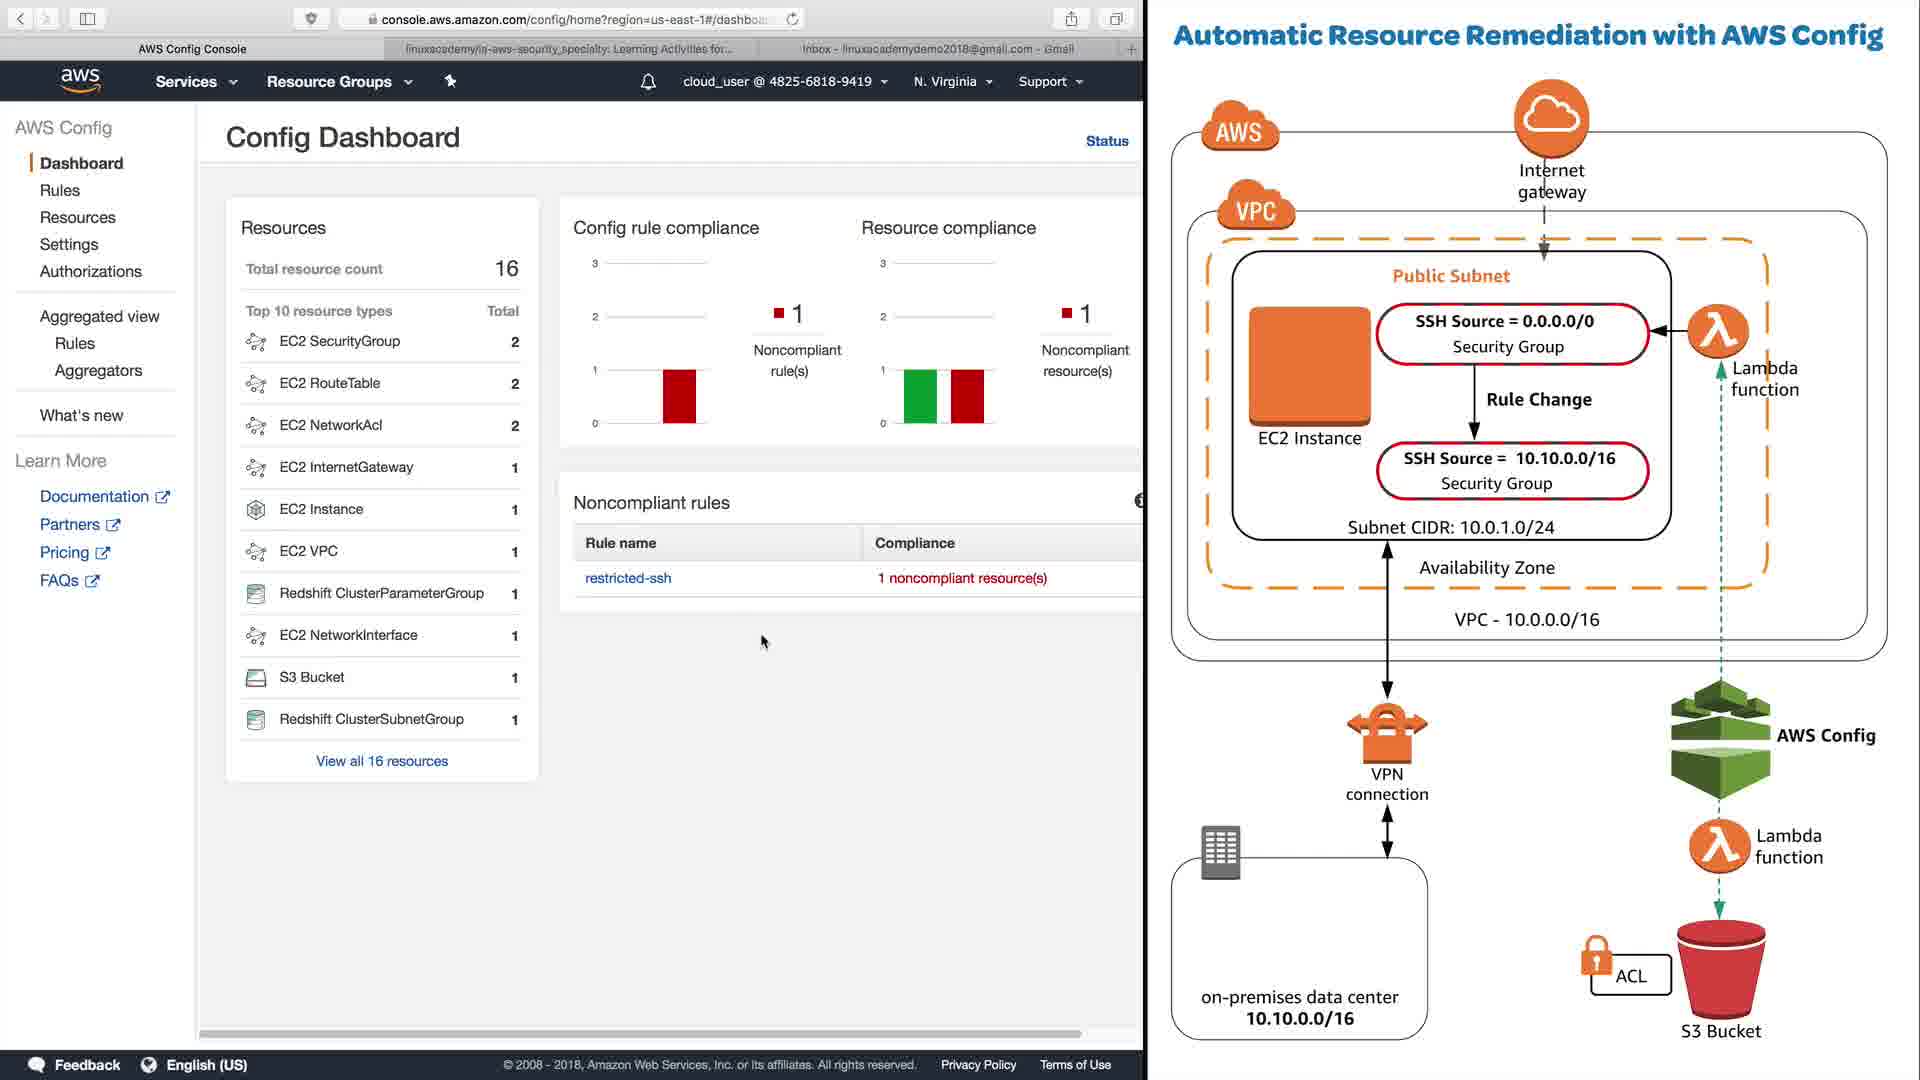 console.aws.amazon.com/config/home?region=us-east-1#/dashboa
AWS Config Console
linuxacademy/la-aws-security_specialty: Learning Activities for...
Inbox - linuxacademydemo2018@gmail.com - Gmail
aws
Services
Resource Groups
cloud_user @ 4825-6818-9419
N. Virginia
Support
AWS Config
Dashboard
Rules
Resources
Settings
Authorizations
Aggregated view
Rules
Aggregators
What's new
Learn More
Documentation
Partners
Pricing
FAQs
Config Dashboard
Status
Resources
Total resource count 16
Top 10 resource types Total
EC2 SecurityGroup 2
EC2 RouteTable 2
EC2 NetworkAcl 2
EC2 InternetGateway 1
EC2 Instance 1
EC2 VPC 1
Redshift ClusterParameterGroup 1
EC2 NetworkInterface 1
S3 Bucket 1
Redshift ClusterSubnetGroup 1
View all 16 resources
Config rule compliance
3
2
1
0
1
Noncompliant
rule(s)
Resource compliance
3
2
1
0
1
Noncompliant
resource(s)
Noncompliant rules
Rule name Compliance
restricted-ssh 1 noncompliant resource(s)
Feedback
English (US)
© 2008 - 2018, Amazon Web Services, Inc. or its affiliates. All rights reserved.
Privacy Policy
Terms of Use
Automatic Resource Remediation with AWS Config
AWS
Internet
gateway
VPC
Public Subnet
SSH Source = 0.0.0.0/0
Security Group
Lambda
function
Rule Change
EC2 Instance
SSH Source = 10.10.0.0/16
Security Group
Subnet CIDR: 10.0.1.0/24
Availability Zone
VPC - 10.0.0.0/16
AWS Config
VPN
connection
Lambda
function
on-premises data center
10.10.0.0/16
ACL
S3 Bucket